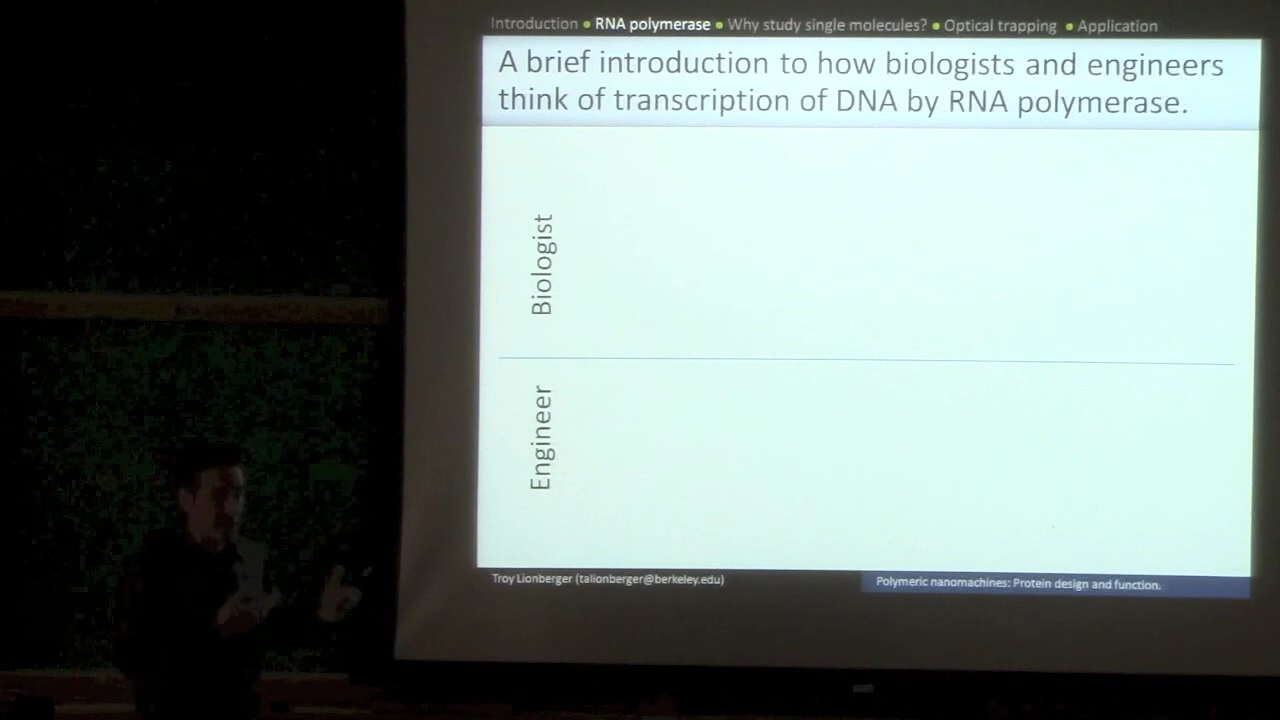 Introduction • RNA polymerase • Why study single molecules? • Optical trapping • Application
A brief introduction to how biologists and engineers
think of transcription of DNA by RNA polymerase.
Biologist
Engineer
Troy Lionberger (talionberger@berkeley.edu)
Polymeric nanomachines: Protein design and function.